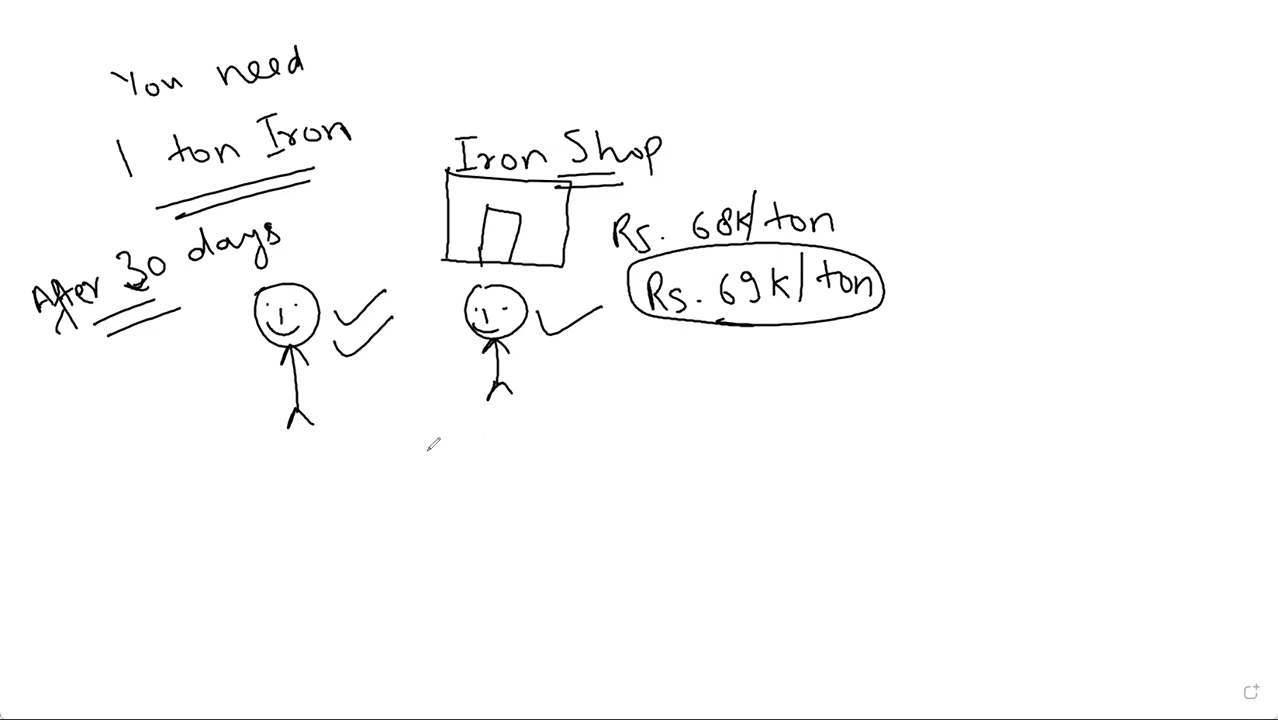 You need
1 ton Iron
After 30 days
Iron Shop
Rs. 68k/ton
Rs. 69k/ton